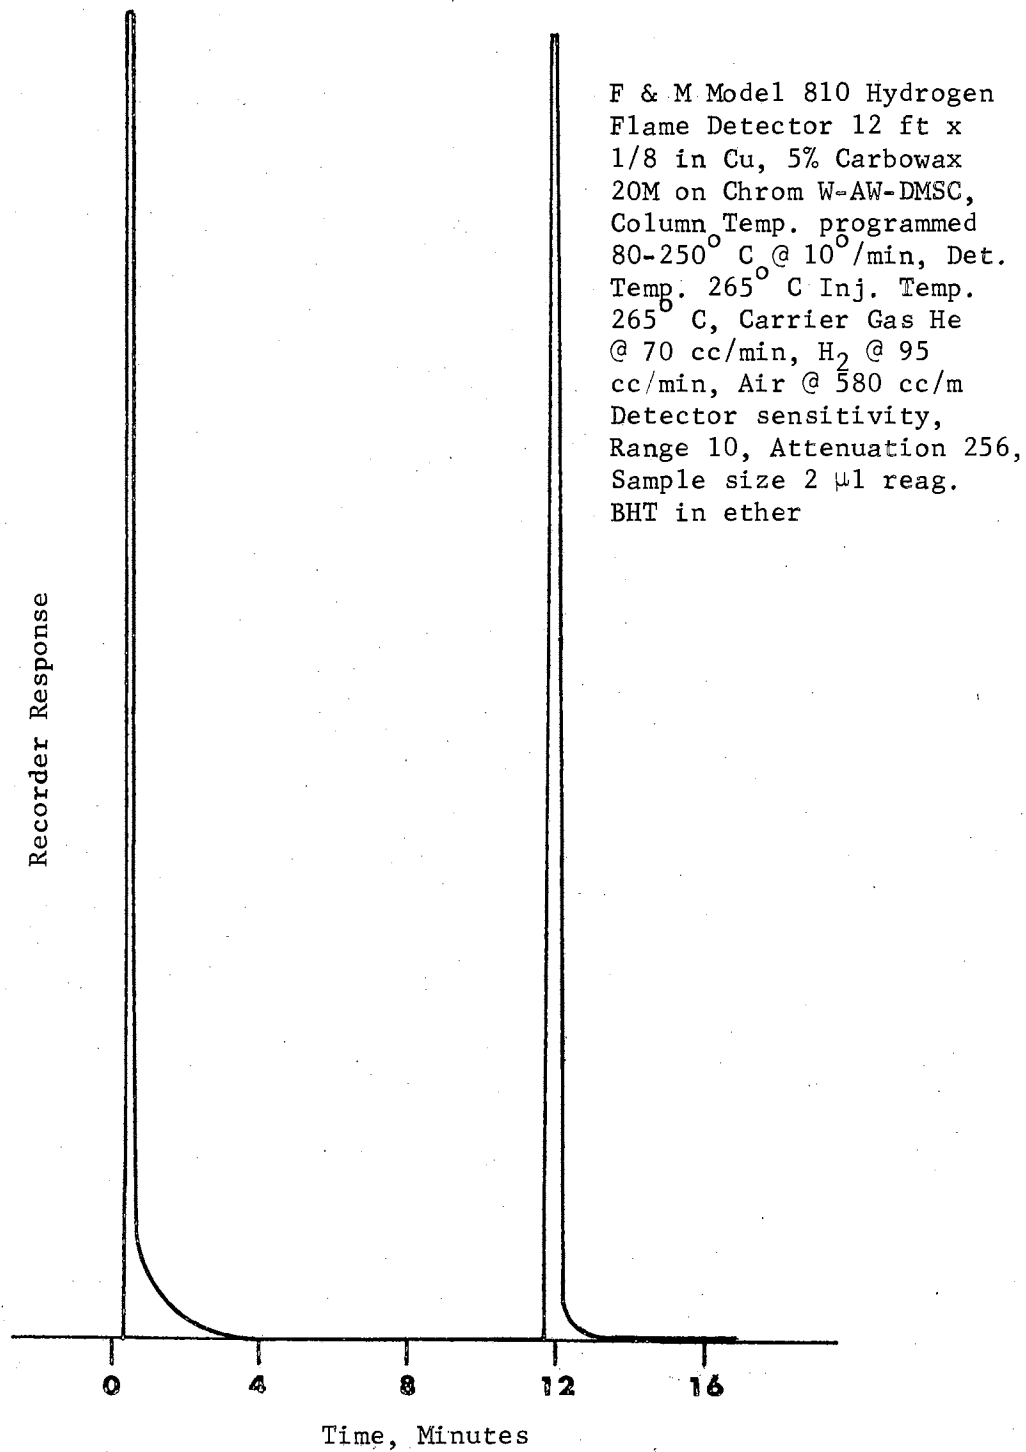 F & M Model 810 Hydrogen
Flame Detector 12 ft x
1/8 in Cu, 5% Carbowax
20M on Chrom W-AW-DMSC,
Column Temp. programmed
80-250° C @ 10°/min, Det.
Temp. 265° C Inj. Temp.
265° C, Carrier Gas He
@ 70 cc/min, H₂ @ 95
cc/min, Air @ 580 cc/m
Detector sensitivity,
Range 10, Attenuation 256,
Sample size 2 μl reag.
BHT in ether
Recorder Response
0 4 8 12 16
Time, Minutes